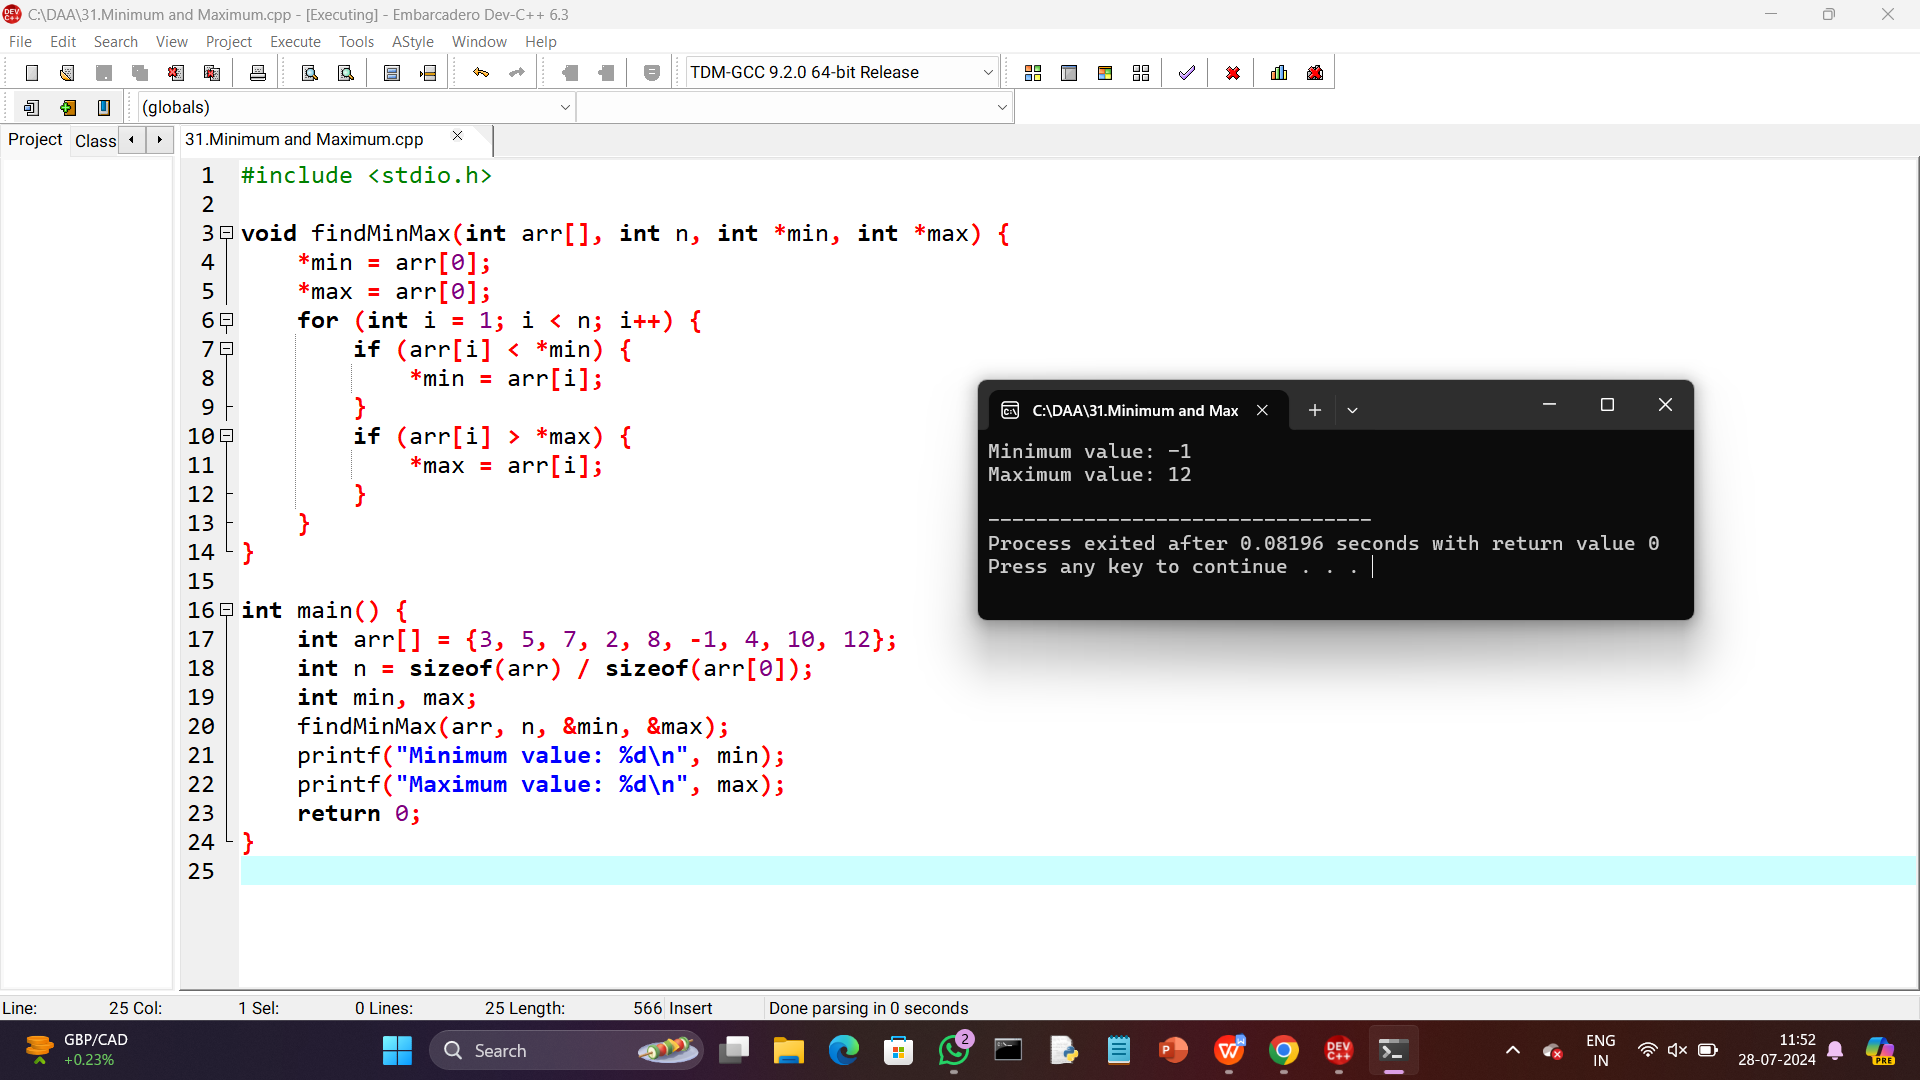 C:\DAA\31.Minimum and Maximum.cpp - [Executing] - Embarcadero Dev-C++ 6.3
File Edit Search View Project Execute Tools AStyle Window Help
TDM-GCC 9.2.0 64-bit Release
(globals)
Project Class 31.Minimum and Maximum.cpp
1 #include <stdio.h>
2
3 void findMinMax(int arr[], int n, int *min, int *max) {
4 *min = arr[0];
5 *max = arr[0];
6 for (int i = 1; i < n; i++) {
7 if (arr[i] < *min) {
8 *min = arr[i];
9 }
10 if (arr[i] > *max) {
11 *max = arr[i];
12 }
13 }
14 }
15
16 int main() {
17 int arr[] = {3, 5, 7, 2, 8, -1, 4, 10, 12};
18 int n = sizeof(arr) / sizeof(arr[0]);
19 int min, max;
20 findMinMax(arr, n, &min, &max);
21 printf("Minimum value: %d\n", min);
22 printf("Maximum value: %d\n", max);
23 return 0;
24 }
25
C:\DAA\31.Minimum and Max
Minimum value: -1
Maximum value: 12
--------------------------------
Process exited after 0.08196 seconds with return value 0
Press any key to continue . . .
Line: 25 Col: 1 Sel: 0 Lines: 25 Length: 566 Insert Done parsing in 0 seconds
GBP/CAD
+0.23%
Search
2
DEV
C++
ENG
IN
11:52
28-07-2024
PRE